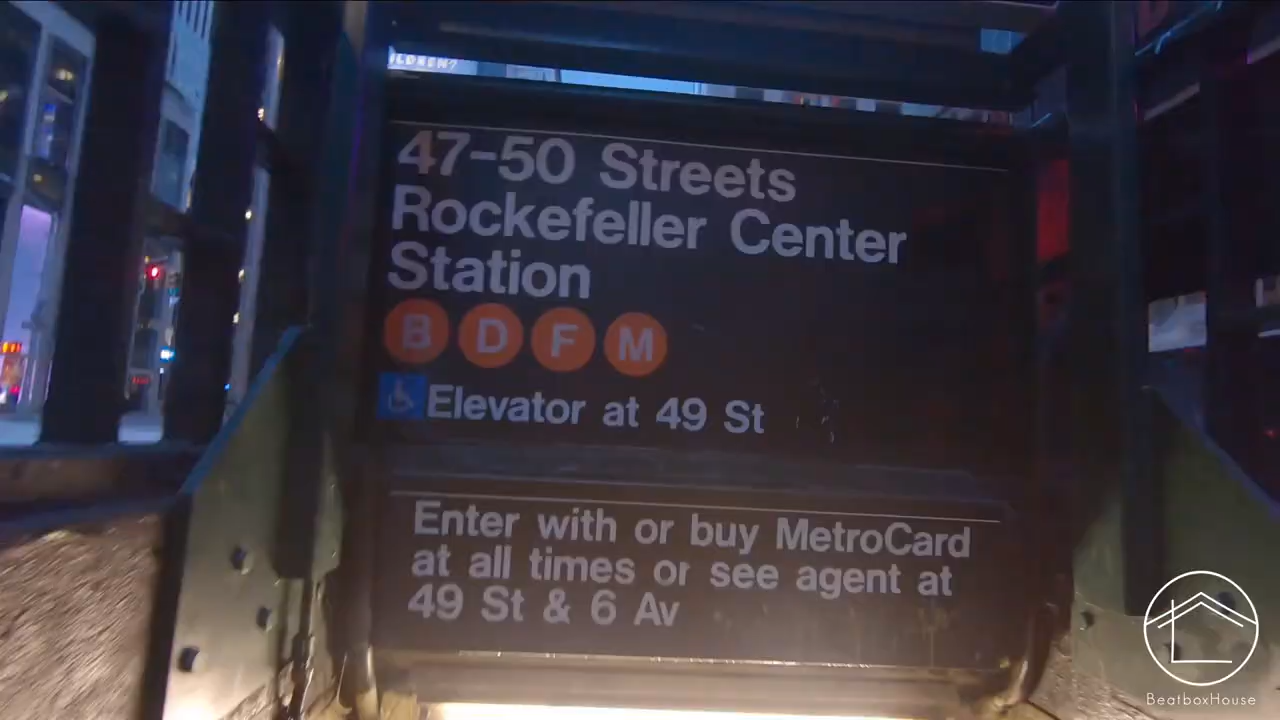 ILDREN?
47-50 Streets
Rockefeller Center
Station
B D F M
Elevator at 49 St
Enter with or buy MetroCard
at all times or see agent at
49 St & 6 Av
BeatboxHouse